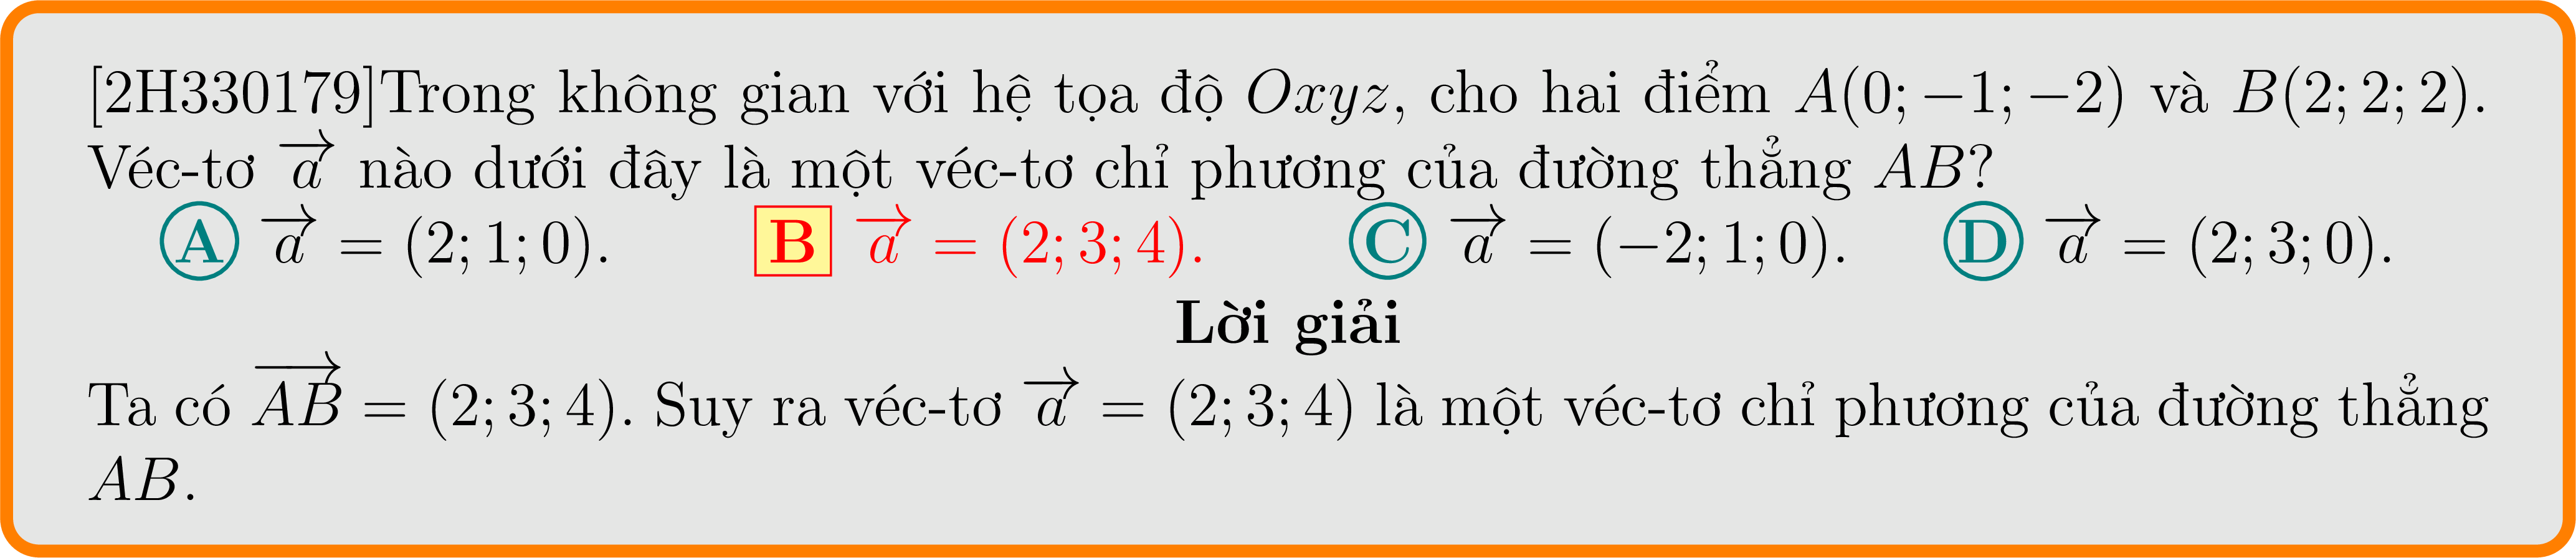 [2H330179]Trong không gian với hệ tọa độ Oxyz, cho hai điểm A(0; −1; −2) và B(2; 2; 2).
Véc-tơ $\overrightarrow{a}$ nào dưới đây là một véc-tơ chỉ phương của đường thẳng AB?
A $\overrightarrow{a}$ = (2; 1; 0). B $\overrightarrow{a}$ = (2; 3; 4). C $\overrightarrow{a}$ = (−2; 1; 0). D $\overrightarrow{a}$ = (2; 3; 0).
Lời giải
Ta có $\overrightarrow{AB}$ = (2; 3; 4). Suy ra véc-tơ $\overrightarrow{a}$ = (2; 3; 4) là một véc-tơ chỉ phương của đường thẳng
AB.